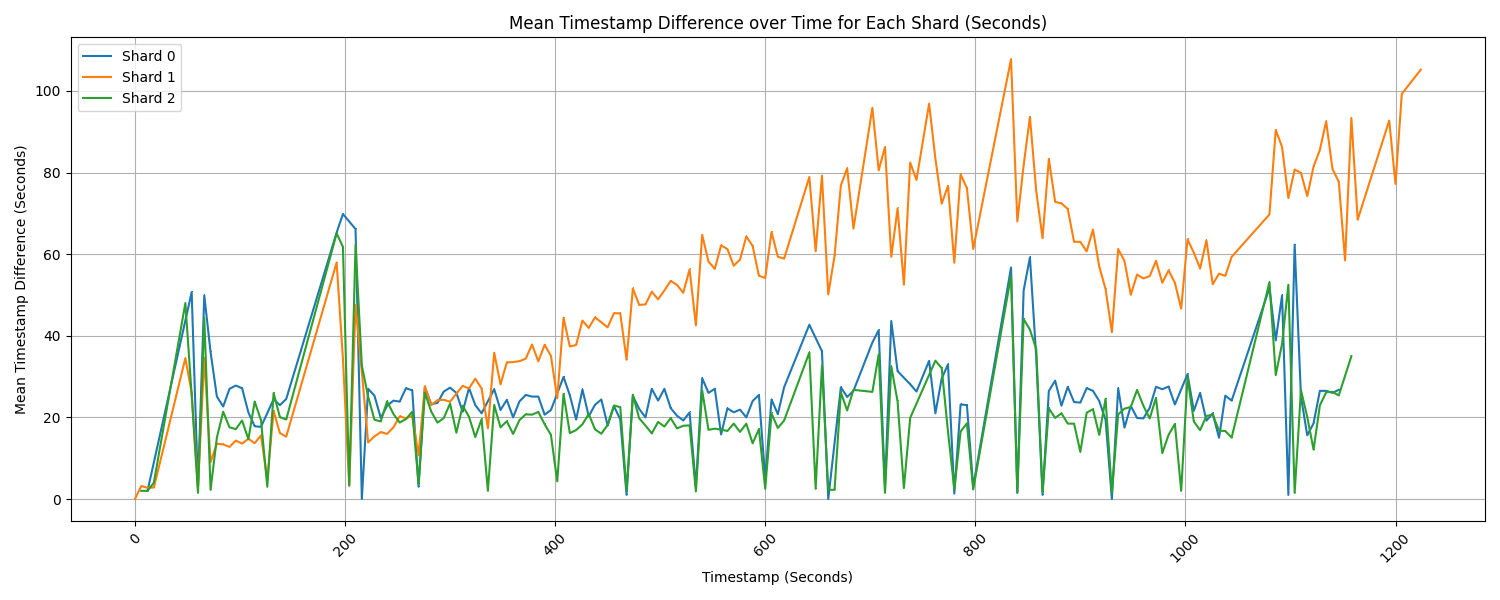 Mean Timestamp Difference over Time for Each Shard (Seconds)
Shard 0
Shard 1
Shard 2
Mean Timestamp Difference (Seconds)
100
80
60
40
20
0
0
200
400
600
800
1000
1200
Timestamp (Seconds)